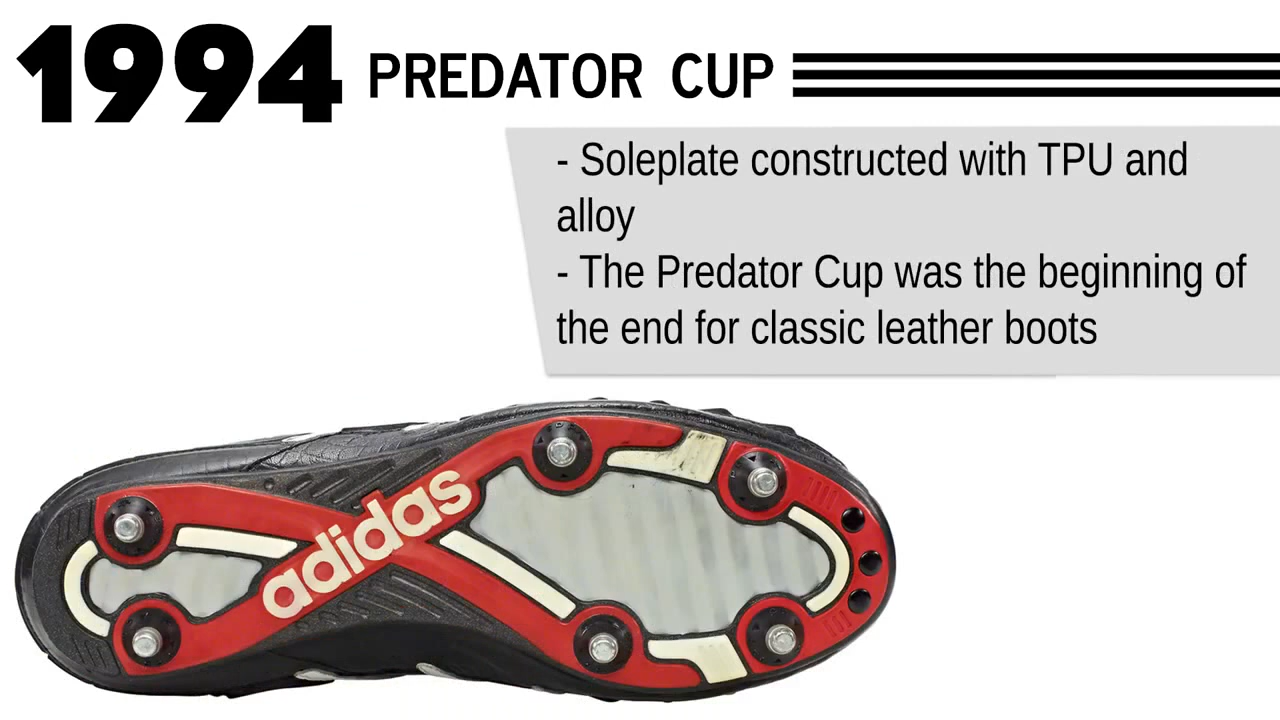 1994 PREDATOR CUP
- Soleplate constructed with TPU and
alloy
- The Predator Cup was the beginning of
the end for classic leather boots
adidas